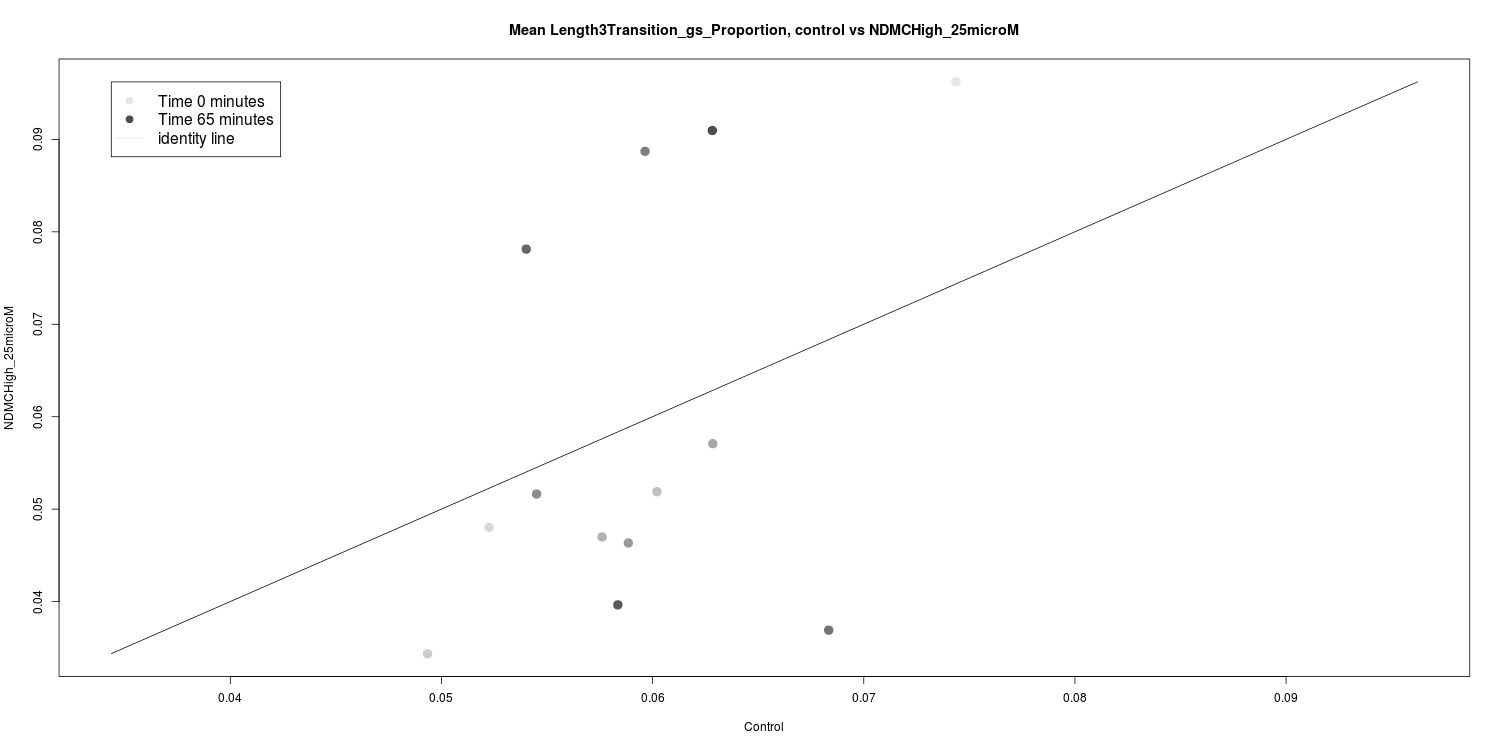 Mean Length3Transition_gs_Proportion, control vs NDMCHigh_25microM
Time 0 minutes
Time 65 minutes
identity line
NDMCHigh_25microM
0.09
0.08
0.07
0.06
0.05
0.04
0.04 0.05 0.06 0.07 0.08 0.09
Control